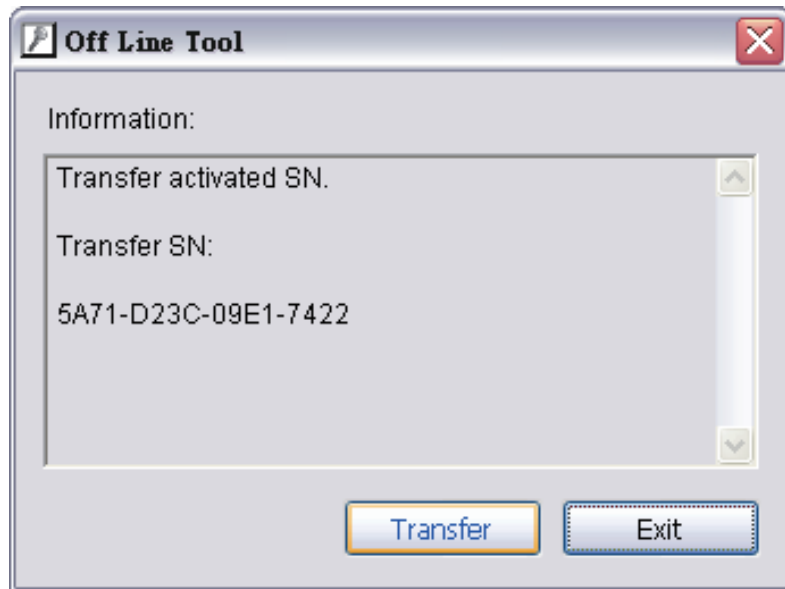 Off Line Tool
Information:
Transfer activated SN.
Transfer SN:
5A71-D23C-09E1-7422
Transfer
Exit